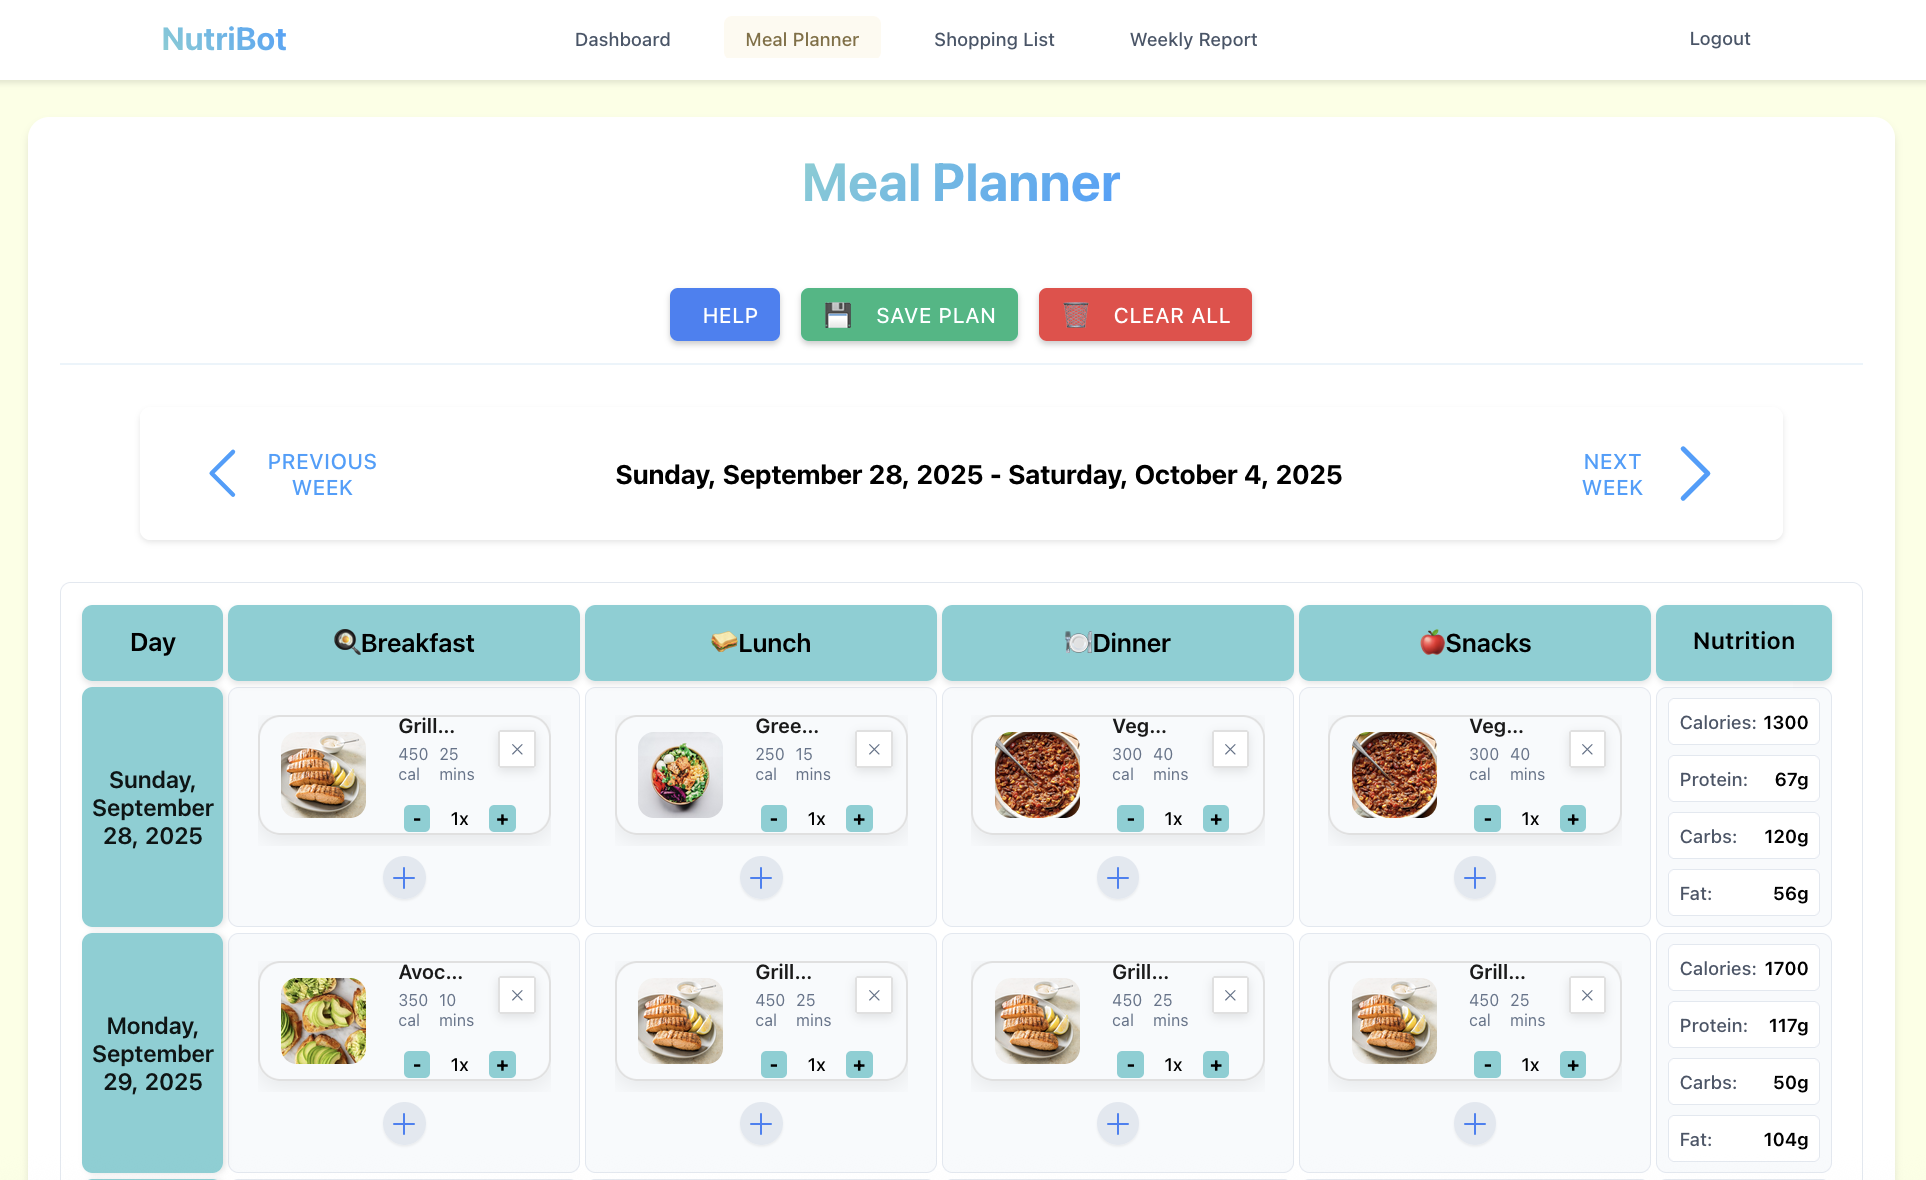 NutriBot
Dashboard
Meal Planner
Shopping List
Weekly Report
Logout
Meal Planner
HELP
SAVE PLAN
CLEAR ALL
PREVIOUS
WEEK
Sunday, September 28, 2025 - Saturday, October 4, 2025
NEXT
WEEK
Day
Breakfast
Lunch
Dinner
Snacks
Nutrition
Sunday,
September
28, 2025
Grill...
450 cal
25 mins
- 1x +
Gree...
250 cal
15 mins
- 1x +
Veg...
300 cal
40 mins
- 1x +
Veg...
300 cal
40 mins
- 1x +
Calories: 1300
Protein: 67g
Carbs: 120g
Fat: 56g
Monday,
September
29, 2025
Avoc...
350 cal
10 mins
- 1x +
Grill...
450 cal
25 mins
- 1x +
Grill...
450 cal
25 mins
- 1x +
Grill...
450 cal
25 mins
- 1x +
Calories: 1700
Protein: 117g
Carbs: 50g
Fat: 104g